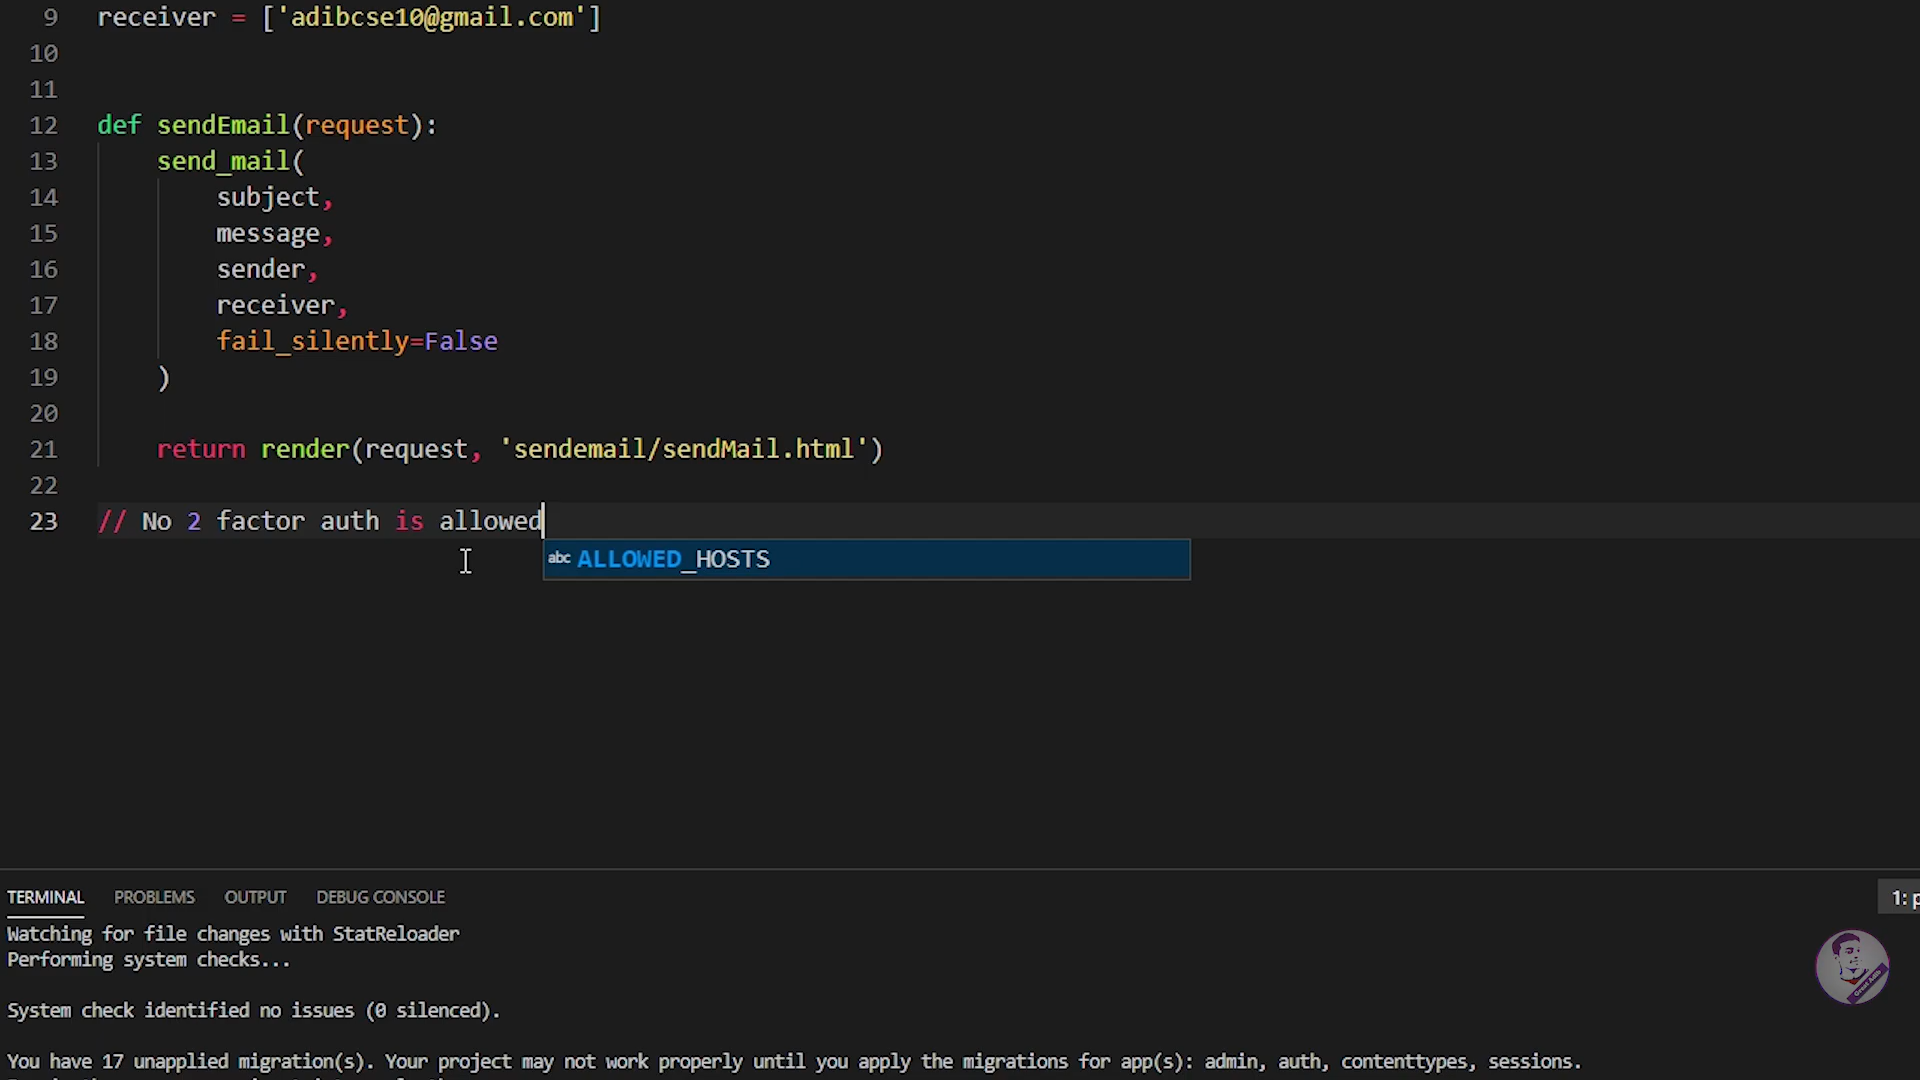 9 receiver = ['adibcse10@gmail.com']
10
11
12 def sendEmail(request):
13 send_mail(
14 subject,
15 message,
16 sender,
17 receiver,
18 fail_silently=False
19 )
20
21 return render(request, 'sendemail/sendMail.html')
22
23 // No 2 factor auth is allowed
abc ALLOWED_HOSTS
TERMINAL PROBLEMS OUTPUT DEBUG CONSOLE 1: p
Watching for file changes with StatReloader
Performing system checks...
System check identified no issues (0 silenced).
You have 17 unapplied migration(s). Your project may not work properly until you apply the migrations for app(s): admin, auth, contenttypes, sessions.